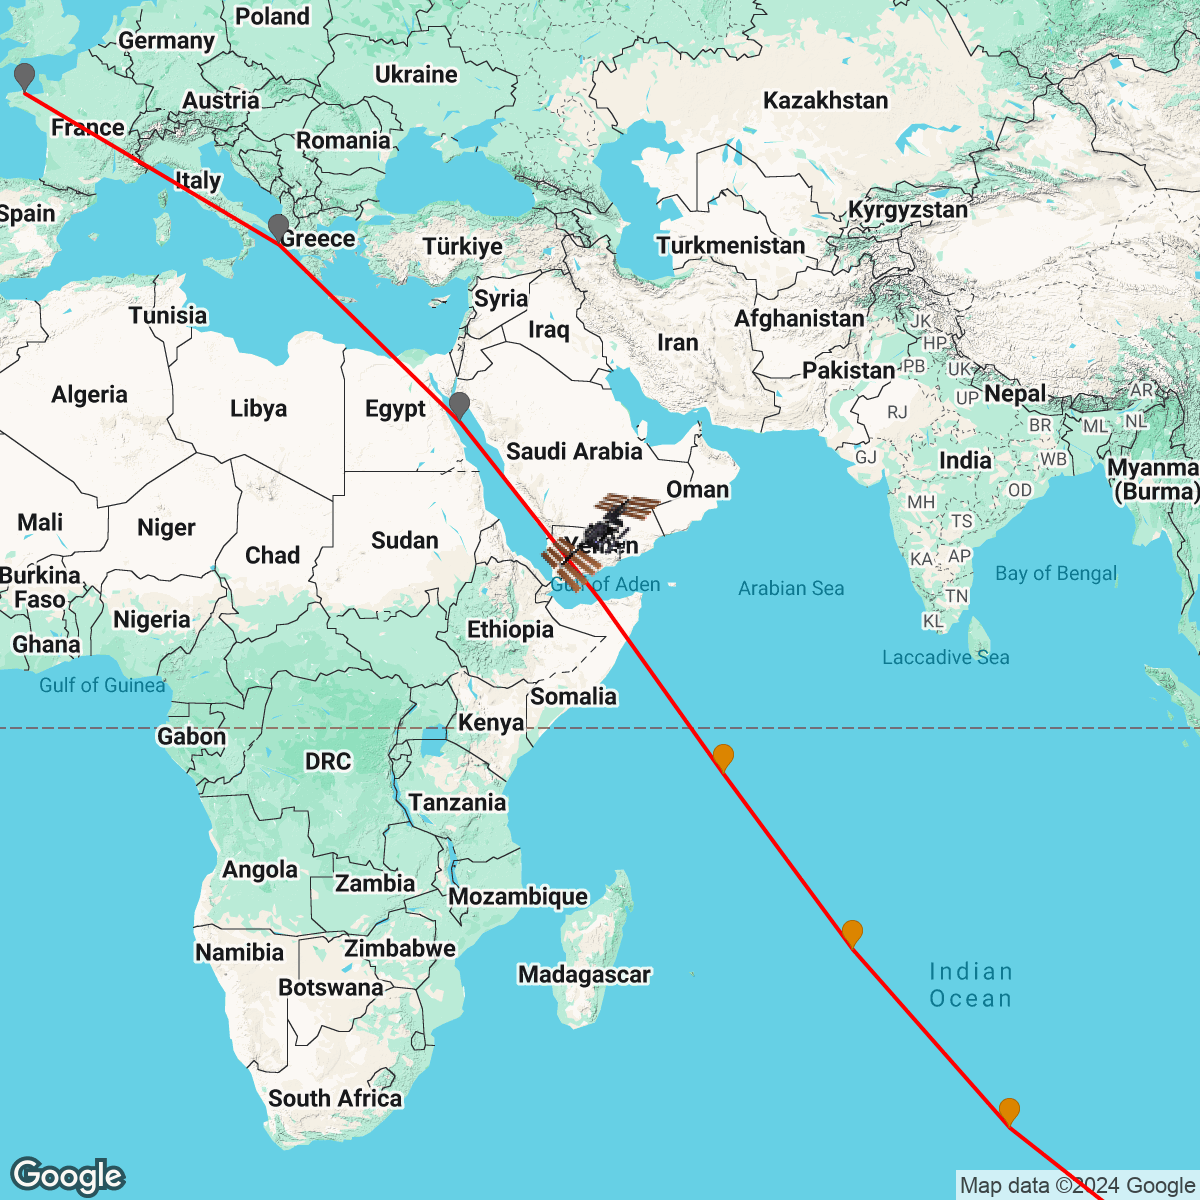 Poland
Germany
Ukraine
Kazakhstan
Austria
France
Romania
Italy
Spain
Kyrgyzstan
Greece
Türkiye
Turkmenistan
Syria
Tunisia
Iraq
Iran
Afghanistan
JK
HP
Pakistan
PB
UK
Nepal
AR
Algeria
Libya
Egypt
UP
RJ
BR
ML
NL
Saudi Arabia
GJ
India
WB
Myanma
(Burma)
Oman
OD
MH
Mali
Niger
TS
Chad
Sudan
Yemen
KA
AP
Burkina
Faso
Gulf of Aden
Arabian Sea
Bay of Bengal
TN
Nigeria
KL
Ethiopia
Ghana
Laccadive Sea
Gulf of Guinea
Somalia
Kenya
Gabon
DRC
Tanzania
Angola
Zambia
Mozambique
Namibia
Zimbabwe
Madagascar
Botswana
Indian
Ocean
South Africa
Google
Map data ©2024 Google